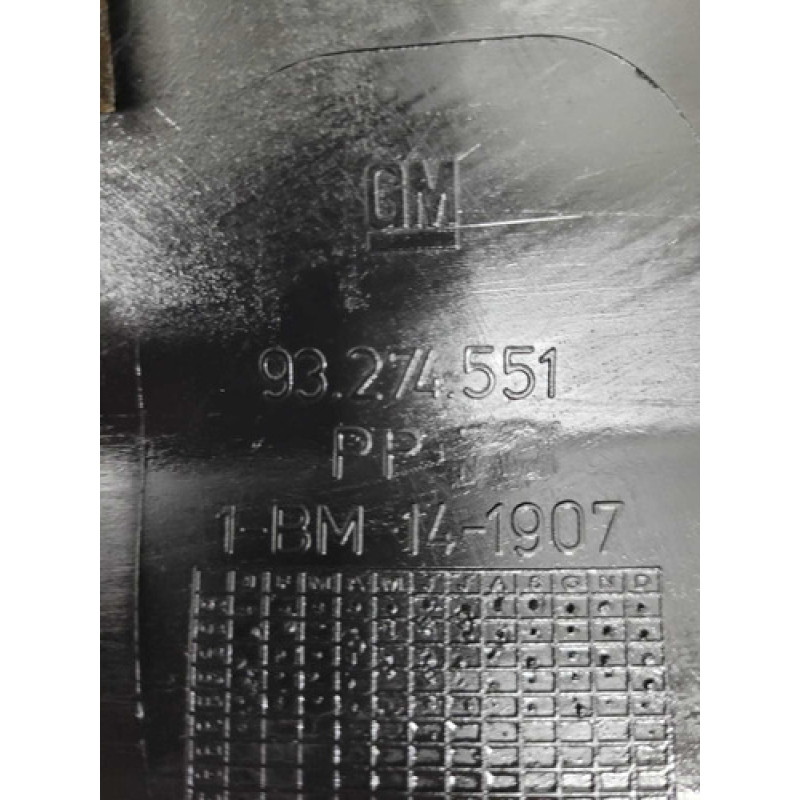 GM
93.274.551
PP
1-BM 14-1907
J F M A M J J A S O N D